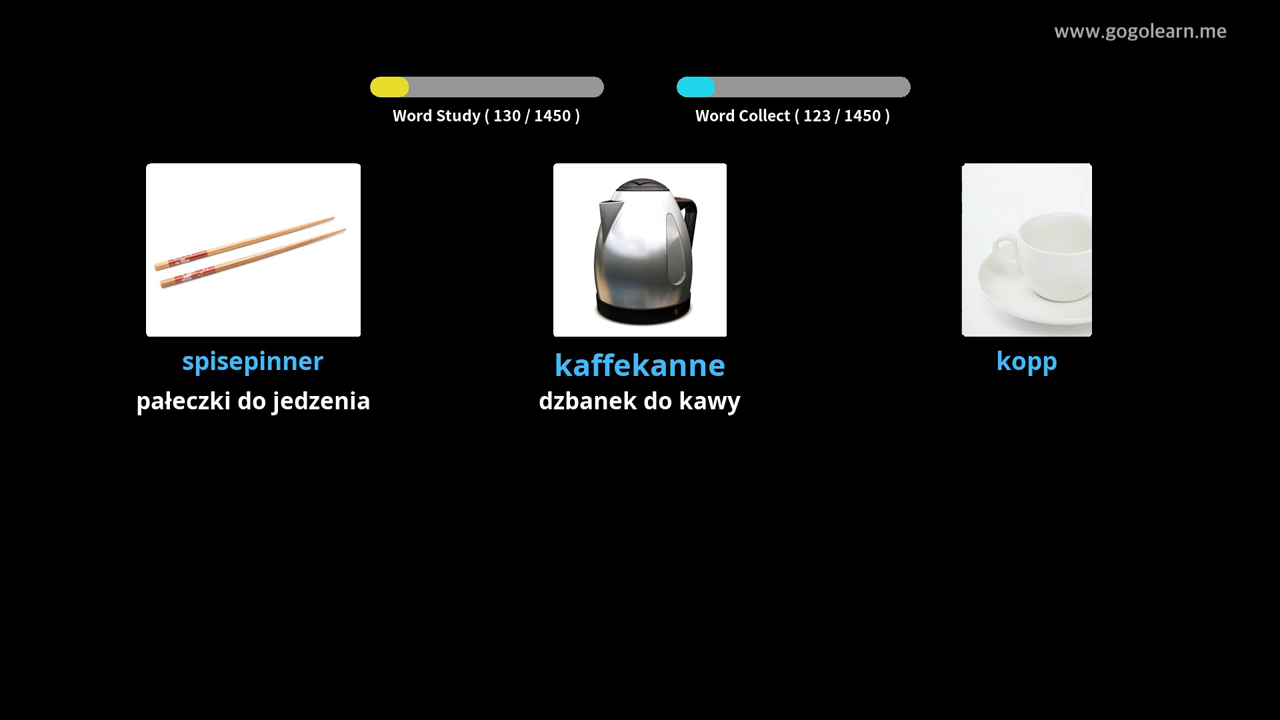 www.gogolearn.me
Word Study ( 130 / 1450 )
Word Collect ( 123 / 1450 )
spisepinner
kaffekanne
kopp
pałeczki do jedzenia
dzbanek do kawy